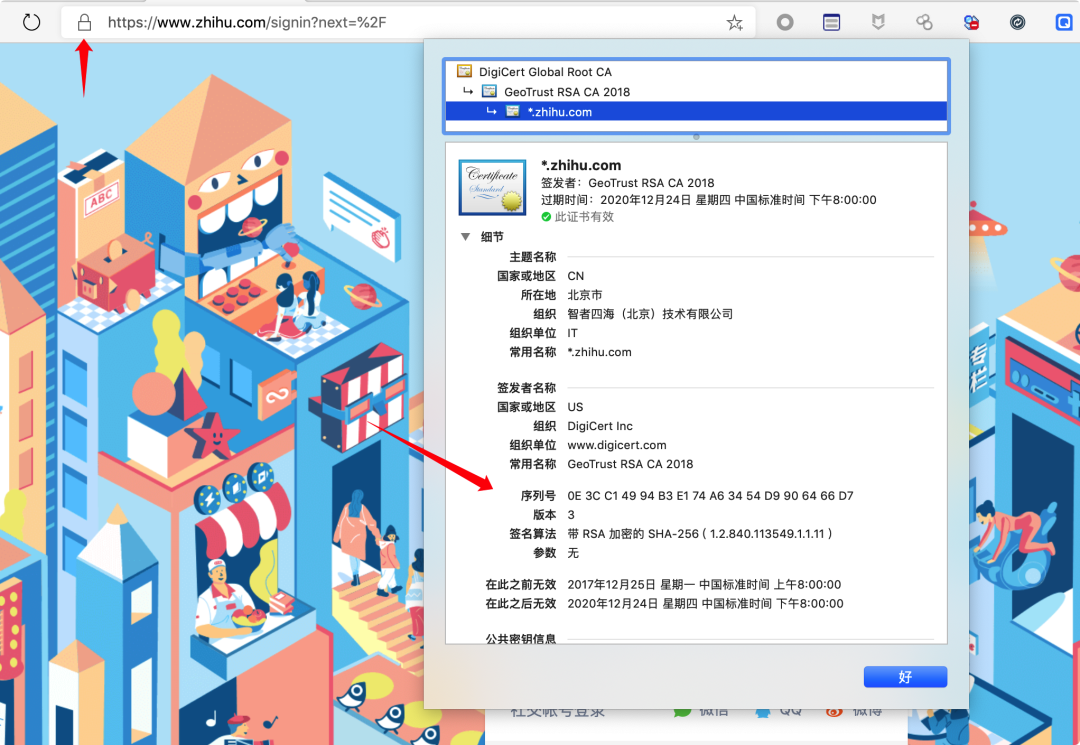 https://www.zhihu.com/signin?next=%2F
DigiCert Global Root CA
GeoTrust RSA CA 2018
*.zhihu.com
Certificate
Standard
*.zhihu.com
签发者：GeoTrust RSA CA 2018
过期时间：2020年12月24日 星期四 中国标准时间 下午8:00:00
此证书有效
细节
主题名称
国家或地区 CN
所在地 北京市
组织 智者四海（北京）技术有限公司
组织单位 IT
常用名称 *.zhihu.com
签发者名称
国家或地区 US
组织 DigiCert Inc
组织单位 www.digicert.com
常用名称 GeoTrust RSA CA 2018
序列号 0E 3C C1 49 94 B3 E1 74 A6 34 54 D9 90 64 66 D7
版本 3
签名算法 带 RSA 加密的 SHA-256 ( 1.2.840.113549.1.1.11 )
参数 无
在此之前无效 2017年12月25日 星期一 中国标准时间 上午8:00:00
在此之后无效 2020年12月24日 星期四 中国标准时间 下午8:00:00
公共密钥信息
好
ABC
专栏
社交帐号登录
微信
QQ
微博